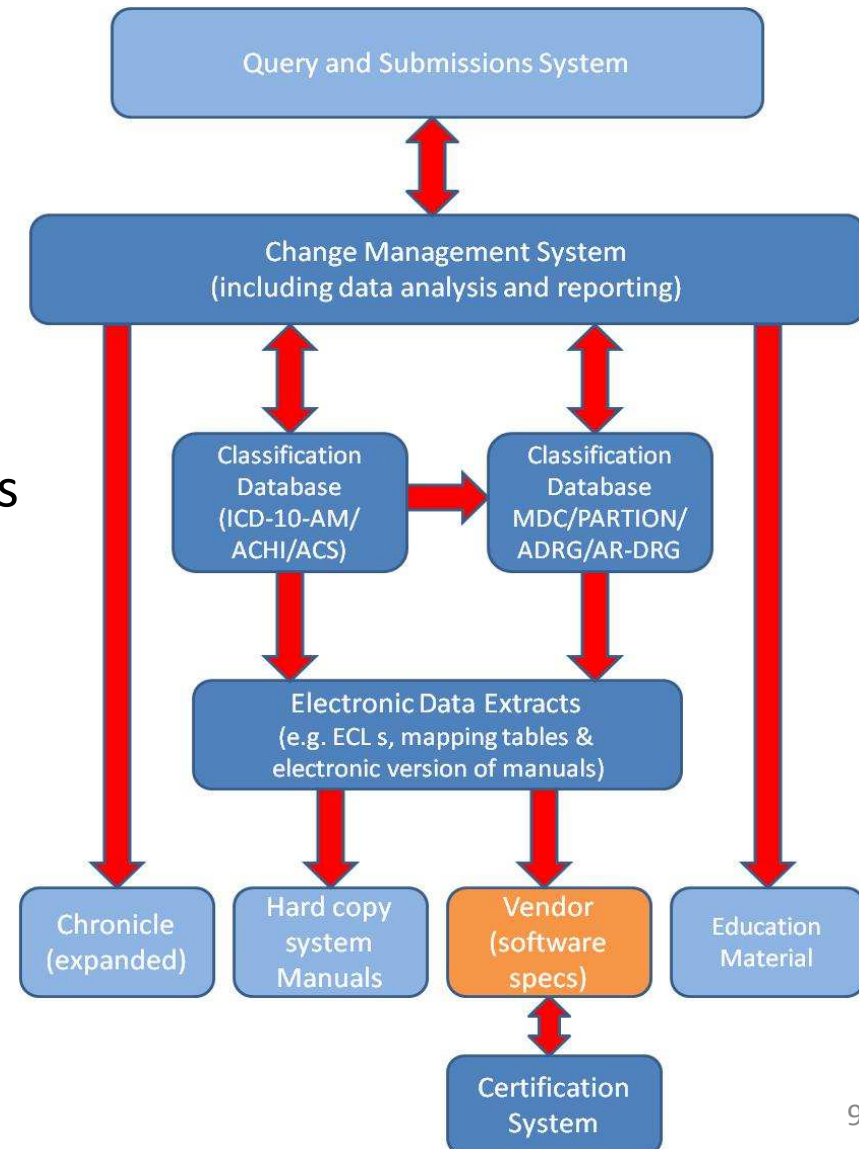 Query and Submissions System
Change Management System
(including data analysis and reporting)
s
Classification
Database
(ICD-10-AM/
ACHI/ACS)
Classification
Database
MDC/PARTION/
ADRG/AR-DRG
Electronic Data Extracts
(e.g. ECL s, mapping tables &
electronic version of manuals)
Chronicle
(expanded)
Hard copy
system
Manuals
Vendor
(software
specs)
Education
Material
Certification
System
9